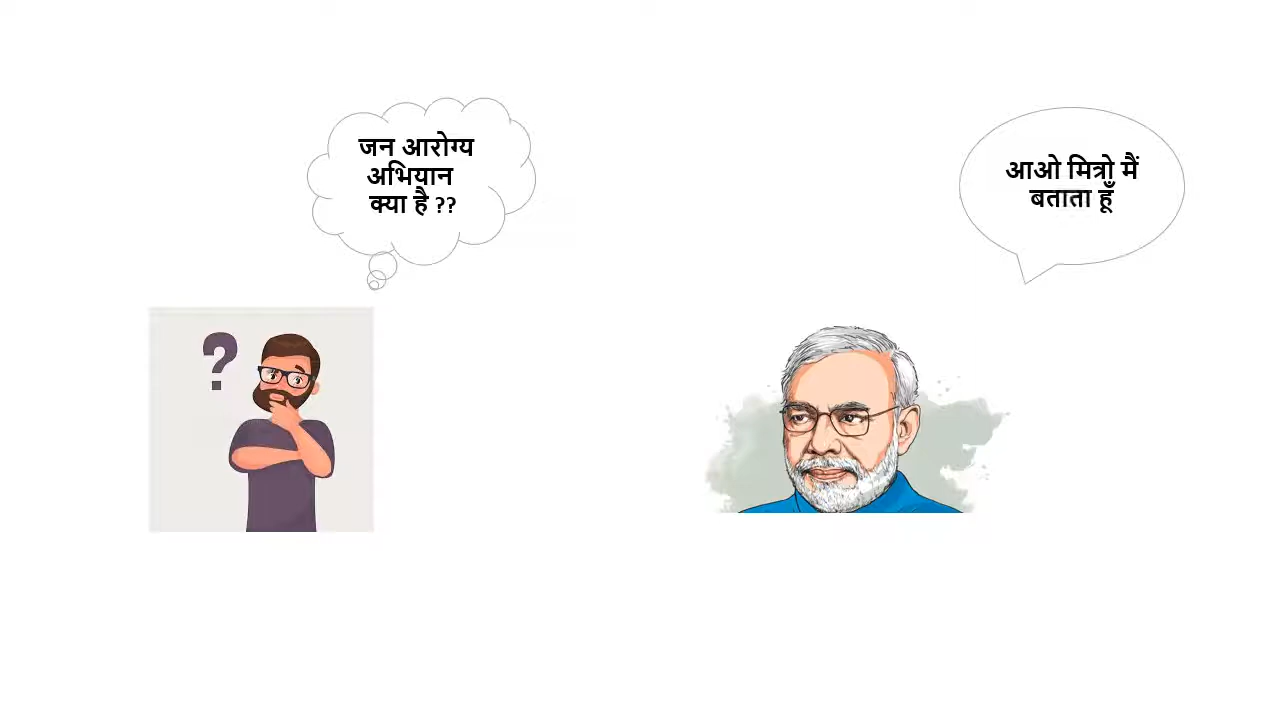 जन आरोग्य
अभियान
क्या है ??
आओ मित्रो मैं
बताता हूँ
?